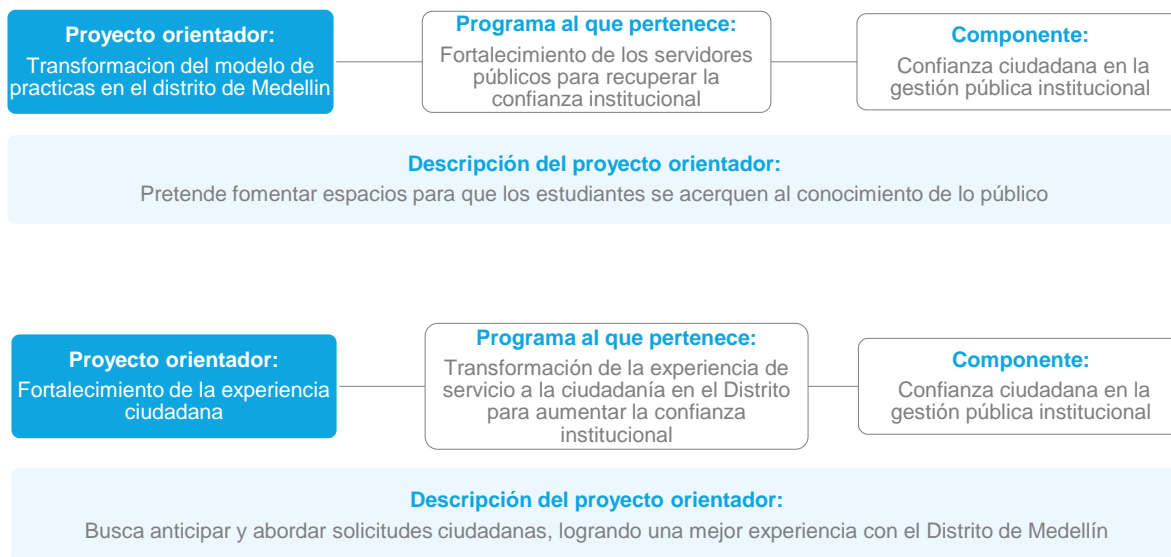 Proyecto orientador:
Transformacion del modelo de
practicas en el distrito de Medellin
Programa al que pertenece:
Fortalecimiento de los servidores
públicos para recuperar la
confianza institucional
Componente:
Confianza ciudadana en la
gestión pública institucional
Descripción del proyecto orientador:
Pretende fomentar espacios para que los estudiantes se acerquen al conocimiento de lo público
Proyecto orientador:
Fortalecimiento de la experiencia
ciudadana
Programa al que pertenece:
Transformación de la experiencia de
servicio a la ciudadanía en el Distrito
para aumentar la confianza
institucional
Componente:
Confianza ciudadana en la
gestión pública institucional
Descripción del proyecto orientador:
Busca anticipar y abordar solicitudes ciudadanas, logrando una mejor experiencia con el Distrito de Medellín